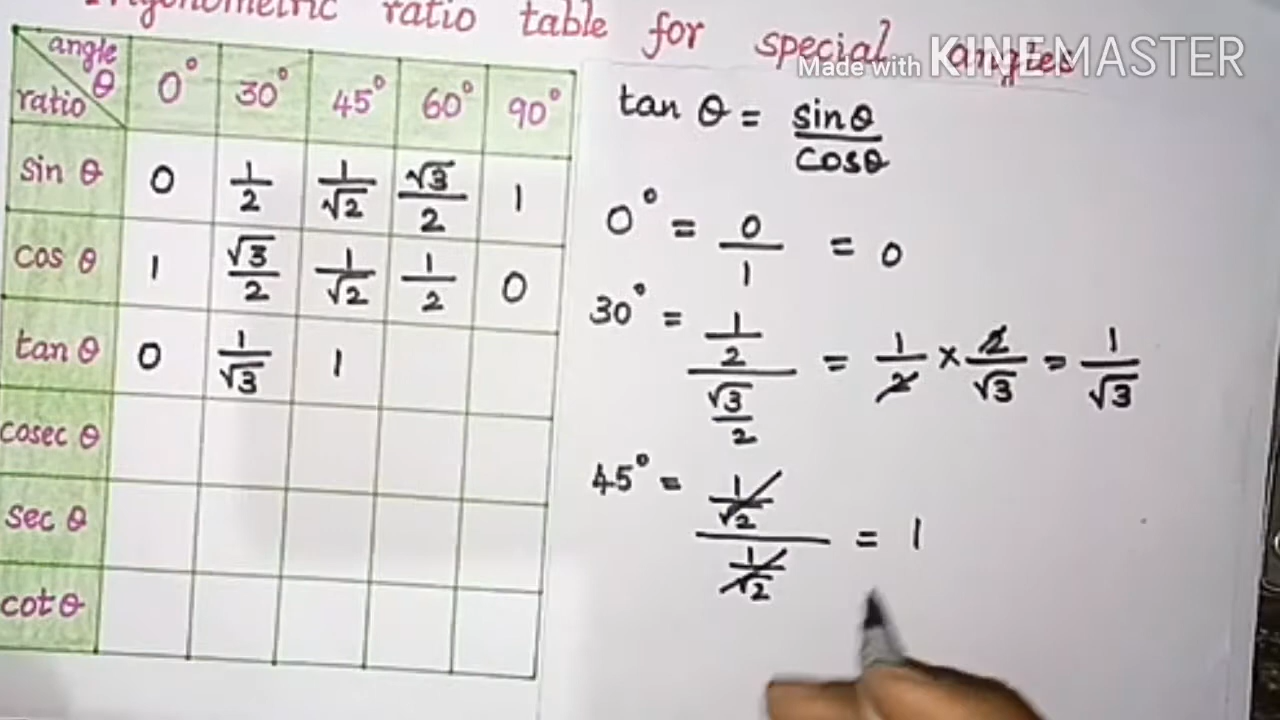 Trigonometric ratio table for special angles
Made with KINEMASTER
angle θ
ratio
0° 30° 45° 60° 90°
sin θ 0 1/2 1/√2 √3/2 1
cos θ 1 √3/2 1/√2 1/2 0
tan θ 0 1/√3 1
cosec θ
sec θ
cot θ
tan θ = sinθ/cosθ
0° = 0/1 = 0
30° = 1/2 / √3/2 = 1/2 × 2/√3 = 1/√3
45° = 1/√2 / 1/√2 = 1